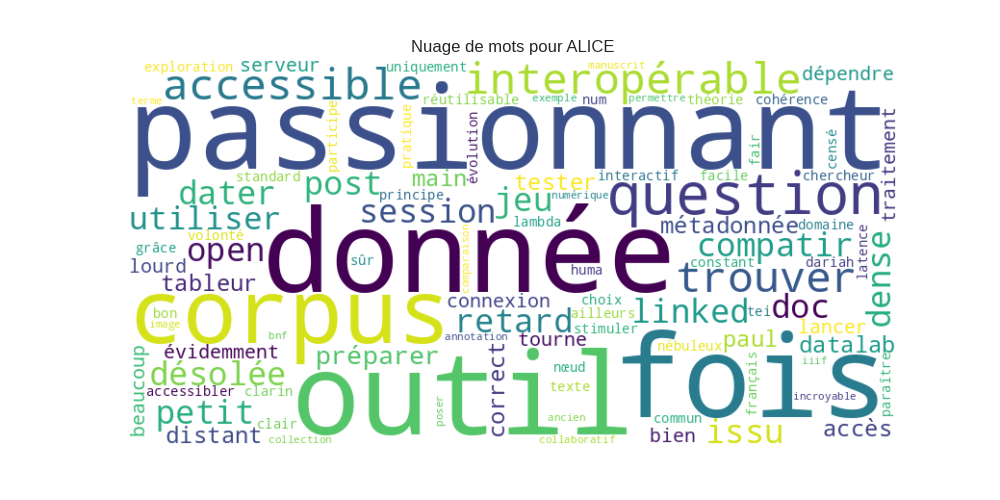 Nuage de mots pour ALICE
exploration serveur uniquement manuscrit
accessible interopérable dépendre
terme réutilisable exemple num permettre théorie cohérence
passionnant
participe pratique évolution fair censé traitement
standard principe interactif facile chercheur
dater post main tester question
numérique
utiliser session jeu métadonnée domaine
lambda
volonté open donnée compatir dense
grâce comparaison latence
lourd sûr huma constant dariah
tableur trouver
corpus connexion choix linked doc
ailleurs tei
bon retard stimuler lancer
image
bnf annotation tourne nébuleux paul datalab
beaucoup évidemment préparer correct
nœud français iiif paraître
désolée outil fois
accessibler clarin texte incroyable
petit poser ancien commun
clair accès
distant collection collaboratif bien issu